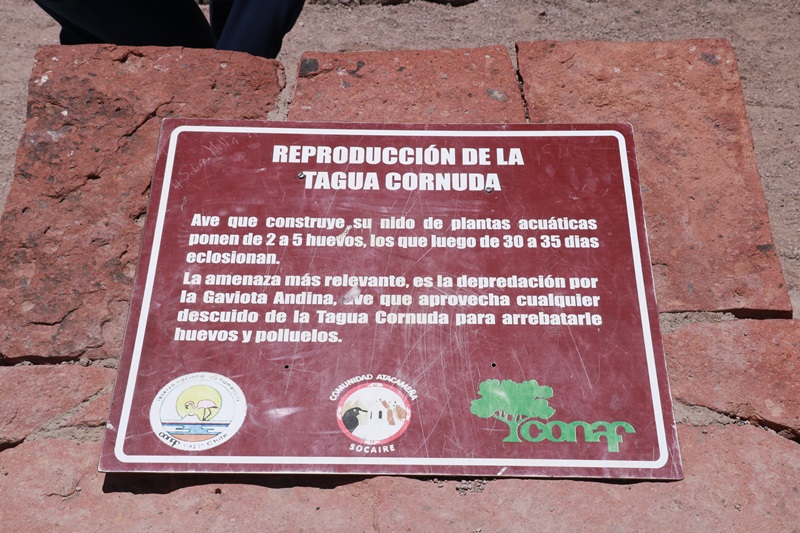 REPRODUCCIÓN DE LA
TAGUA CORNUDA
Ave que construye su nido de plantas acuáticas
ponen de 2 a 5 huevos, los que luego de 30 a 35 dias
eclosionan.
La amenaza más relevante, es la depredación por
la Gaviota Andina, ave que aprovecha cualquier
descuido de la Tagua Cornuda para arrebatarle
huevos y polluelos.
COMUNIDAD ATACAMEÑA
SOCAIRE
conaf